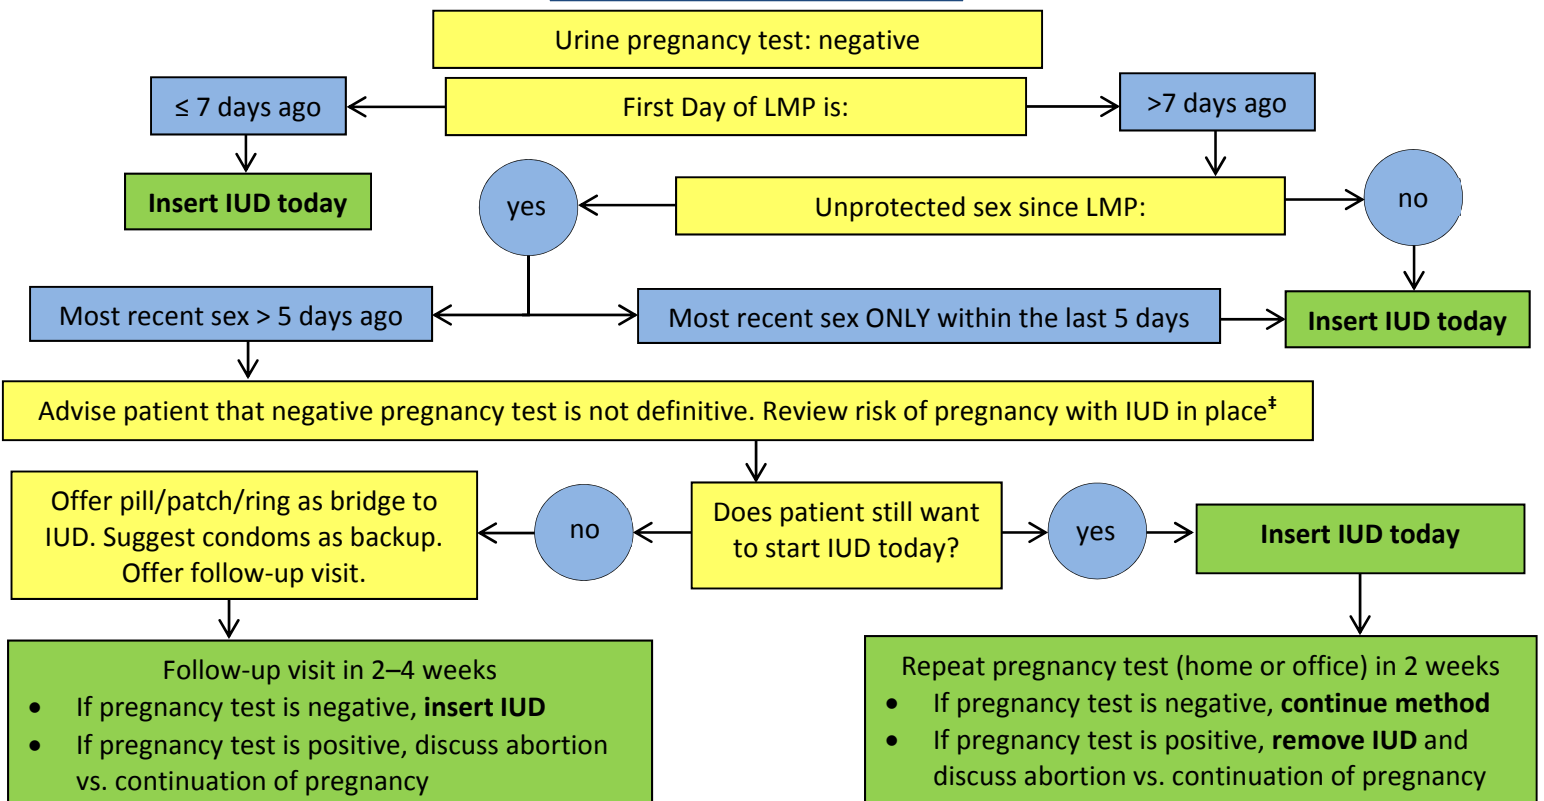 Urine pregnancy test: negative
≤ 7 days ago
First Day of LMP is:
>7 days ago
Insert IUD today
yes
Unprotected sex since LMP:
no
Most recent sex > 5 days ago
Most recent sex ONLY within the last 5 days
Insert IUD today
Advise patient that negative pregnancy test is not definitive. Review risk of pregnancy with IUD in place‡
Offer pill/patch/ring as bridge to
IUD. Suggest condoms as backup.
Offer follow-up visit.
no
Does patient still want
to start IUD today?
yes
Insert IUD today
Follow-up visit in 2–4 weeks
• If pregnancy test is negative, insert IUD
• If pregnancy test is positive, discuss abortion
vs. continuation of pregnancy
Repeat pregnancy test (home or office) in 2 weeks
• If pregnancy test is negative, continue method
• If pregnancy test is positive, remove IUD and
discuss abortion vs. continuation of pregnancy